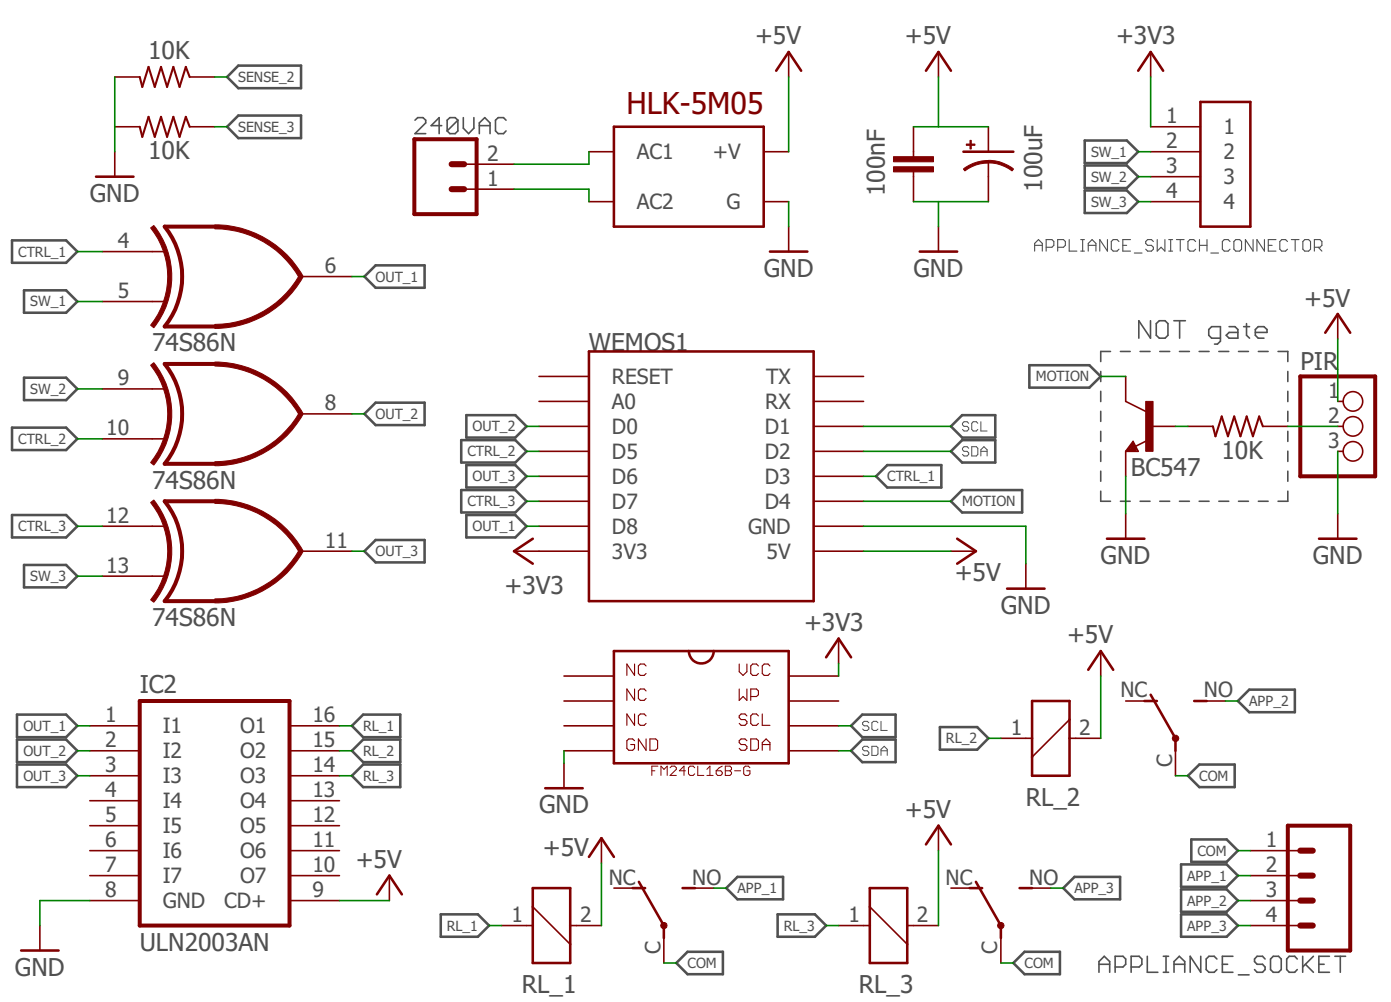 10K
SENSE_2
SENSE_3
10K
GND
240VAC
2
1
HLK-5M05
AC1 +V
AC2 G
+5V
GND
+5V
100nF
+
100uF
GND
+3V3
1 1
SW_1 2 2
SW_2 3 3
SW_3 4 4
APPLIANCE_SWITCH_CONNECTOR
CTRL_1 4
6 OUT_1
SW_1 5
74S86N
SW_2 9
8 OUT_2
CTRL_2 10
74S86N
CTRL_3 12
11 OUT_3
SW_3 13
74S86N
WEMOS1
RESET TX
A0 RX
OUT_2 D0 D1 SCL
CTRL_2 D5 D2 SDA
OUT_3 D6 D3 CTRL_1
CTRL_3 D7 D4 MOTION
OUT_1 D8 GND
3V3 5V
+3V3
+5V
GND
NOT gate
MOTION
BC547
10K
GND
+5V
PIR
1
2
3
GND
IC2
OUT_1 1 I1 O1 16 RL_1
OUT_2 2 I2 O2 15 RL_2
OUT_3 3 I3 O3 14 RL_3
4 I4 O4 13
5 I5 O5 12
6 I6 O6 11
7 I7 O7 10
8 GND CD+ 9
+5V
ULN2003AN
GND
+3V3
NC VCC
NC WP
NC SCL SCL
GND SDA SDA
FM24CL16B-G
GND
+5V
NC NO APP_2
RL_2 1 2
C
COM
RL_2
+5V
NC NO APP_1
RL_1 1 2
C
COM
RL_1
+5V
NC NO APP_3
RL_3 1 2
C
COM
RL_3
COM 1
APP_1 2
APP_2 3
APP_3 4
APPLIANCE_SOCKET